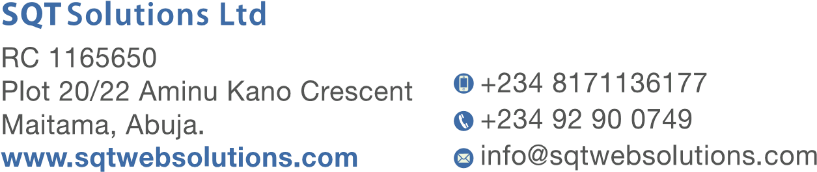 SQT Solutions Ltd
RC 1165650
Plot 20/22 Aminu Kano Crescent
Maitama, Abuja.
www.sqtwebsolutions.com
+234 8171136177
+234 92 90 0749
info@sqtwebsolutions.com